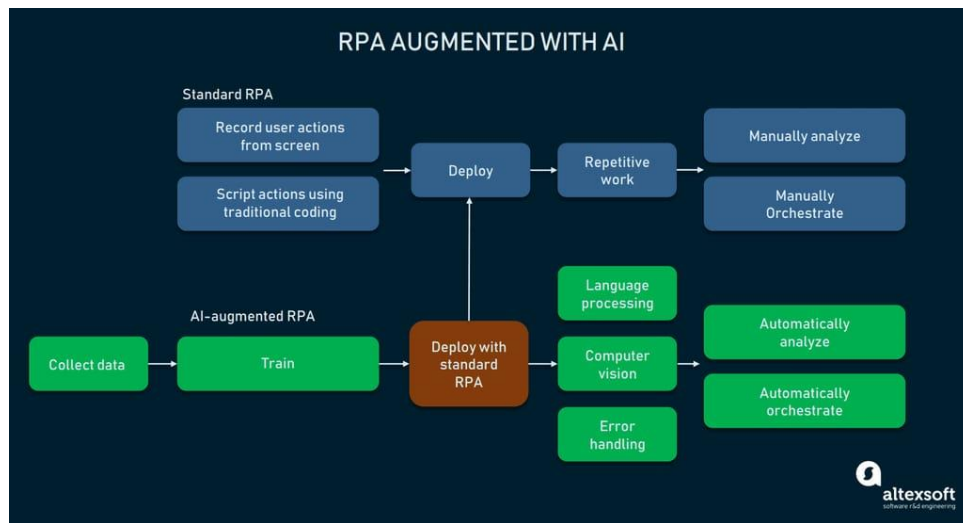 RPA AUGMENTED WITH AI
Standard RPA
Record user actions
from screen
Script actions using
traditional coding
Deploy
Repetitive
work
Manually analyze
Manually
Orchestrate
AI-augmented RPA
Collect data
Train
Deploy with
standard
RPA
Language
processing
Computer
vision
Error
handling
Automatically
analyze
Automatically
orchestrate
altexsoft
software r&d engineering